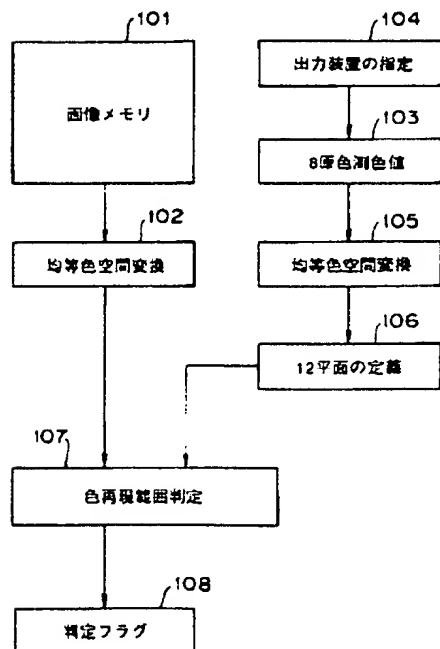 101
画像メモリ
104
出力装置の指定
103
8原色測色値
102
均等色空間変換
105
均等色空間変換
106
12平面の定義
107
色再現範囲判定
108
判定フラグ